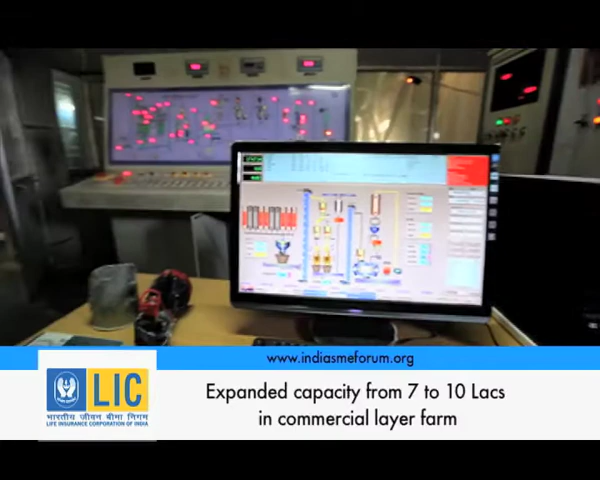 www.indiasmeforum.org
LIC
भारतीय जीवन बीमा निगम
LIFE INSURANCE CORPORATION OF INDIA
Expanded capacity from 7 to 10 Lacs
in commercial layer farm